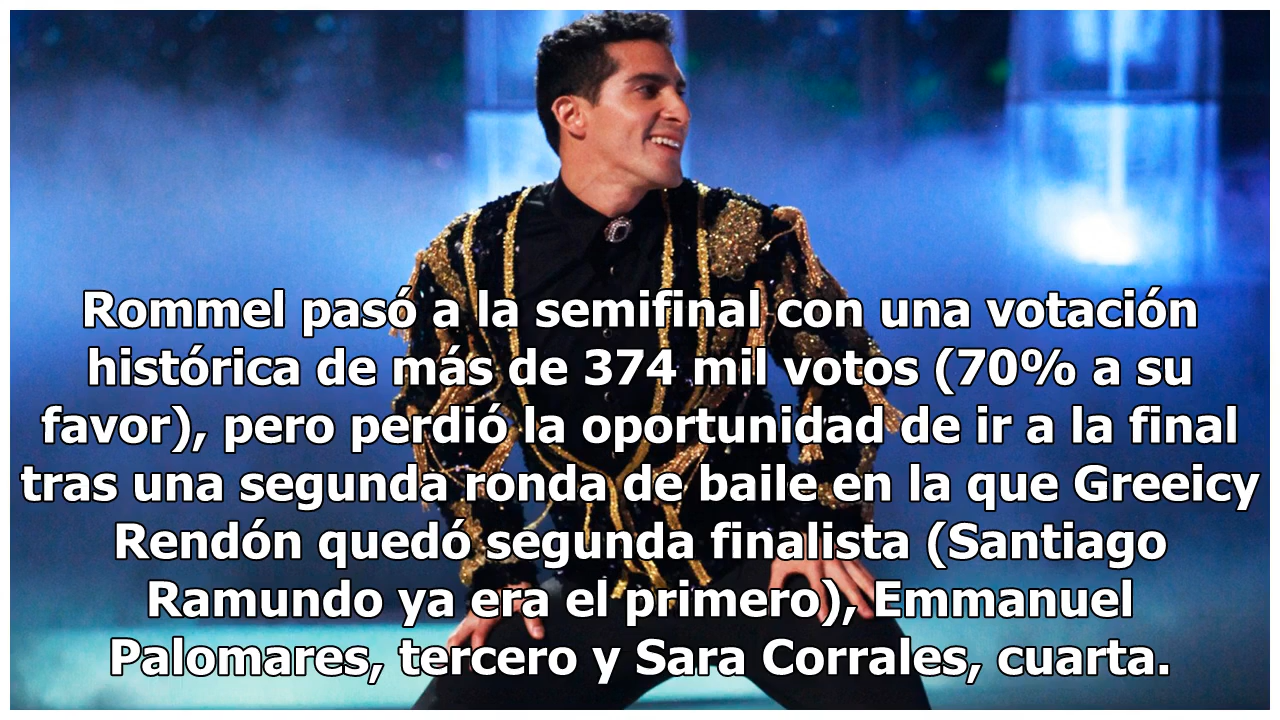 Rommel pasó a la semifinal con una votación
histórica de más de 374 mil votos (70% a su
favor), pero perdió la oportunidad de ir a la final
tras una segunda ronda de baile en la que Greeicy
Rendón quedó segunda finalista (Santiago
Ramundo ya era el primero), Emmanuel
Palomares, tercero y Sara Corrales, cuarta.